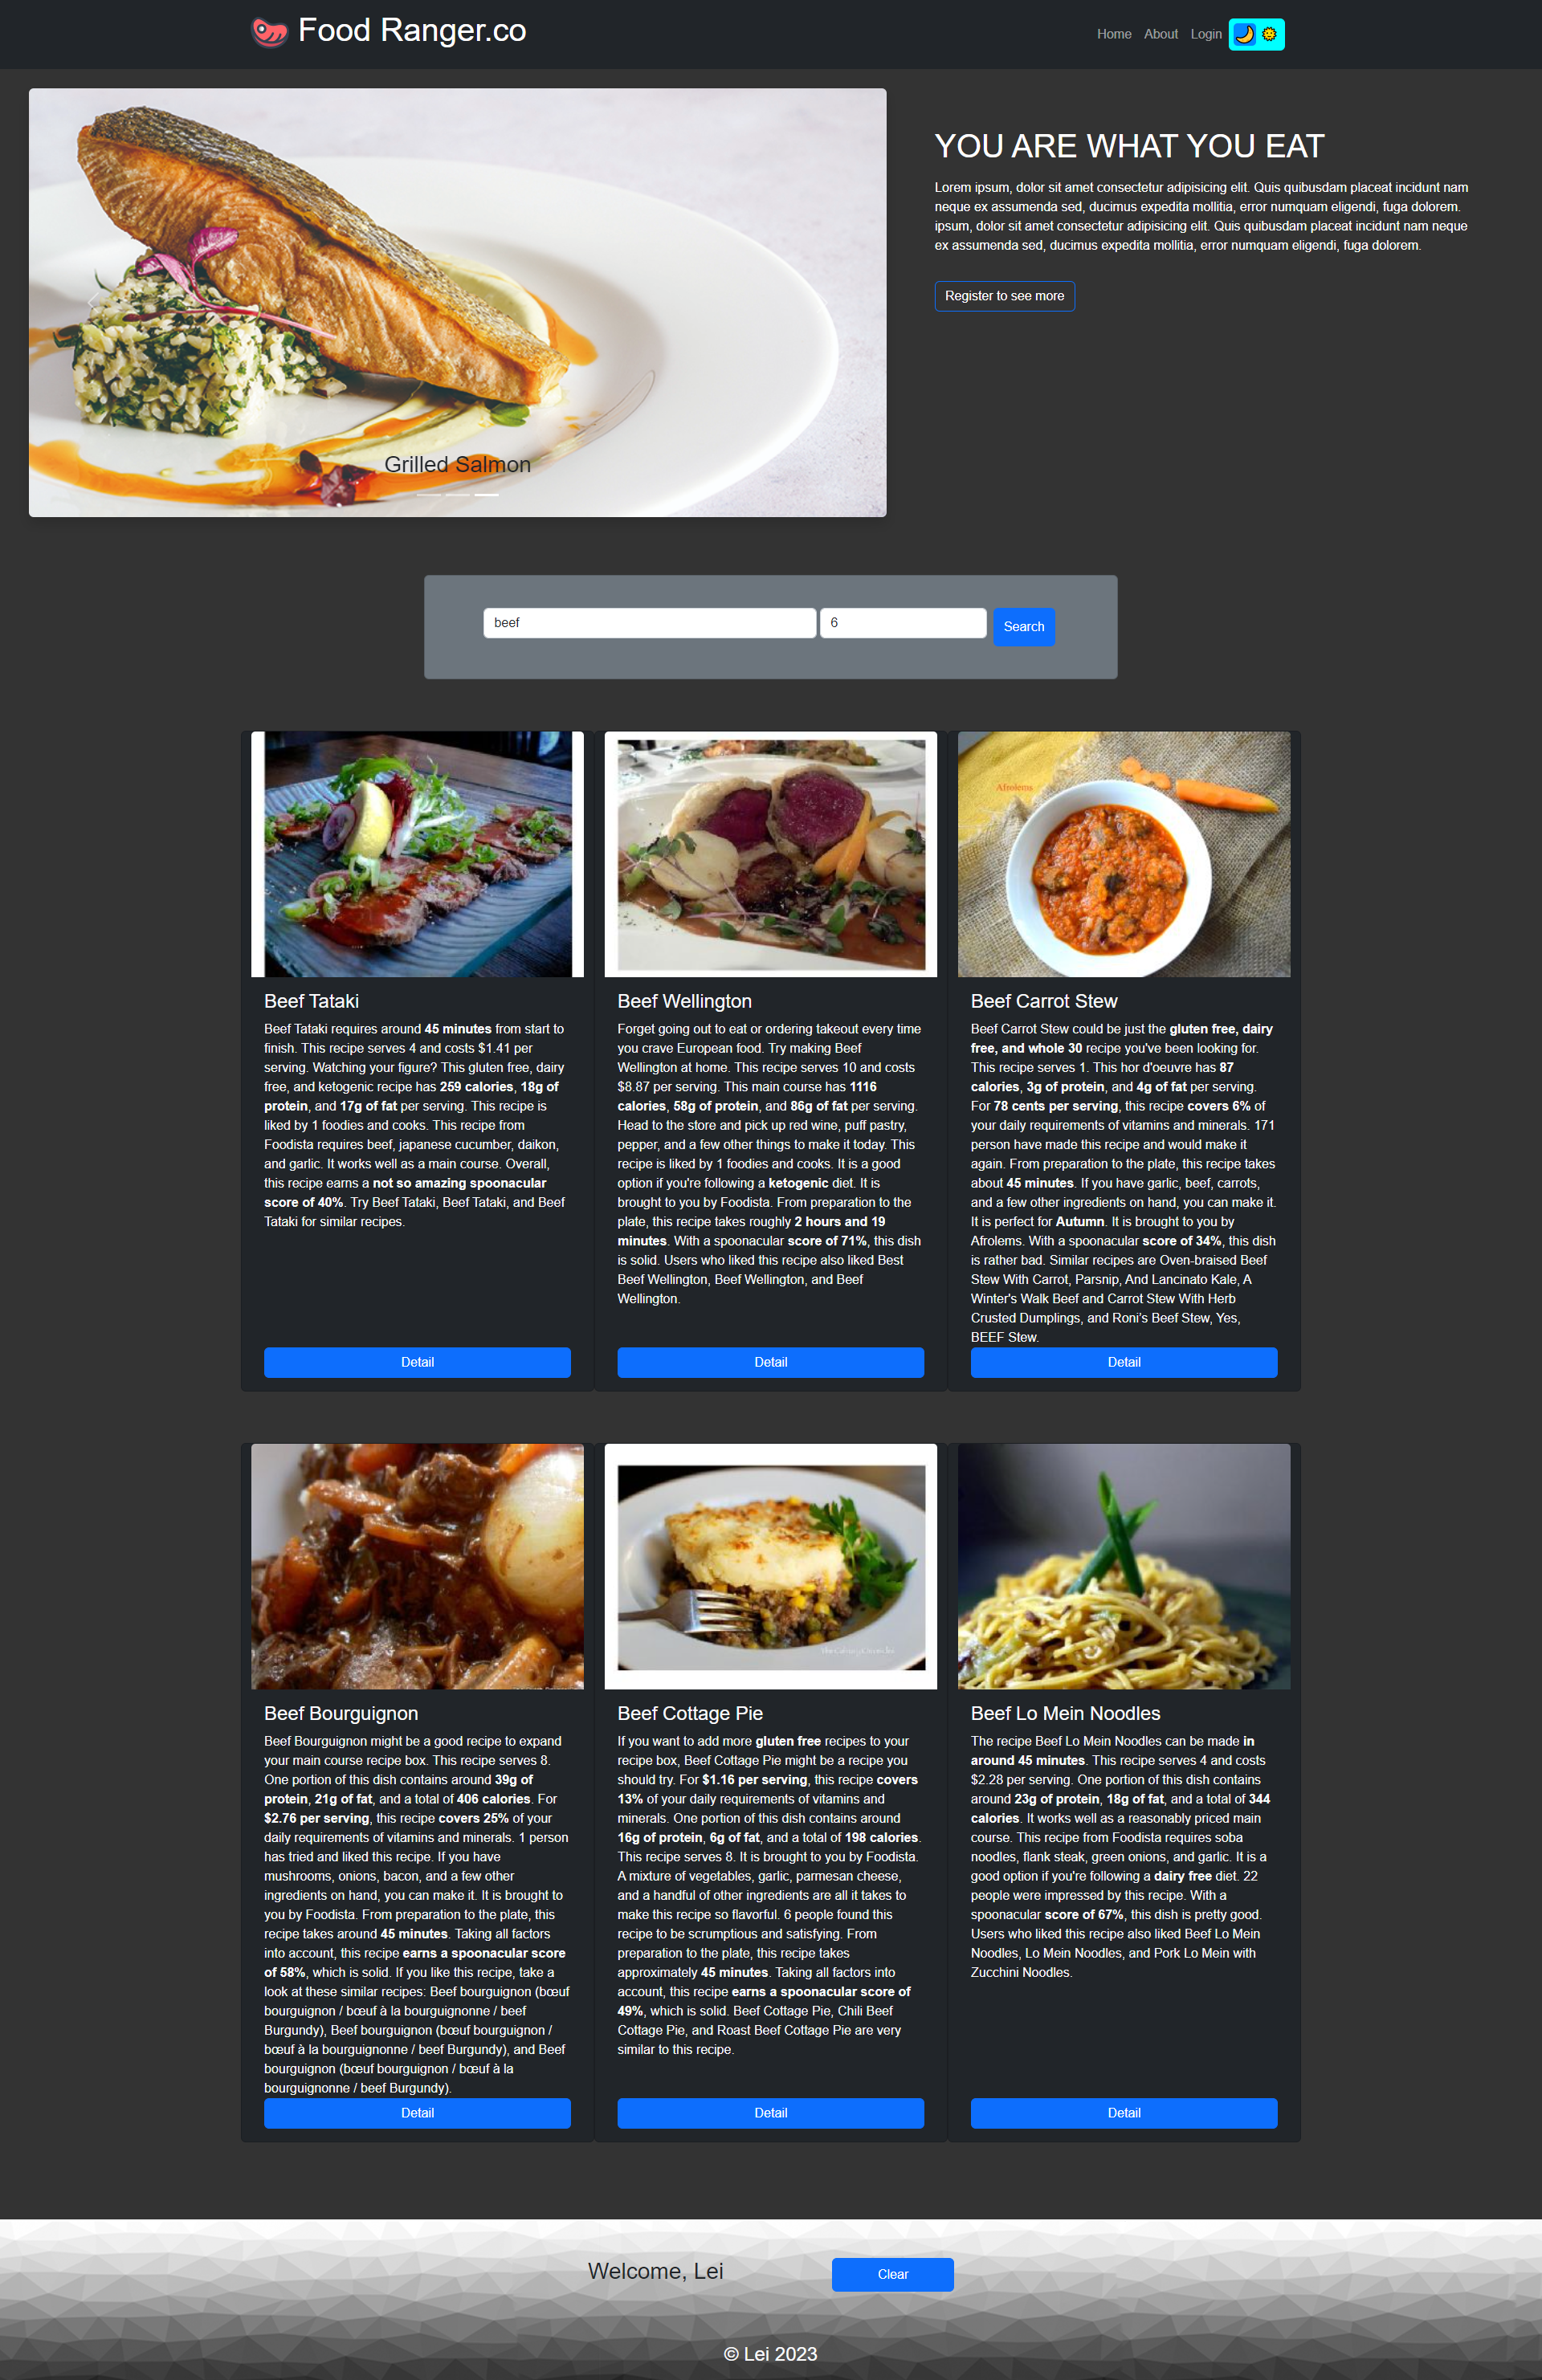 Food Ranger.co
Home About Login
YOU ARE WHAT YOU EAT
Lorem ipsum, dolor sit amet consectetur adipisicing elit. Quis quibusdam placeat incidunt nam
neque ex assumenda sed, ducimus expedita mollitia, error numquam eligendi, fuga dolorem.
ipsum, dolor sit amet consectetur adipisicing elit. Quis quibusdam placeat incidunt nam neque
ex assumenda sed, ducimus expedita mollitia, error numquam eligendi, fuga dolorem.
Register to see more
Grilled Salmon
beef
6
Search
Afrolems
Beef Tataki
Beef Tataki requires around 45 minutes from start to
finish. This recipe serves 4 and costs $1.41 per
serving. Watching your figure? This gluten free, dairy
free, and ketogenic recipe has 259 calories, 18g of
protein, and 17g of fat per serving. This recipe is
liked by 1 foodies and cooks. This recipe from
Foodista requires beef, japanese cucumber, daikon,
and garlic. It works well as a main course. Overall,
this recipe earns a not so amazing spoonacular
score of 40%. Try Beef Tataki, Beef Tataki, and Beef
Tataki for similar recipes.
Detail
Beef Wellington
Forget going out to eat or ordering takeout every time
you crave European food. Try making Beef
Wellington at home. This recipe serves 10 and costs
$8.87 per serving. This main course has 1116
calories, 58g of protein, and 86g of fat per serving.
Head to the store and pick up red wine, puff pastry,
pepper, and a few other things to make it today. This
recipe is liked by 1 foodies and cooks. It is a good
option if you're following a ketogenic diet. It is
brought to you by Foodista. From preparation to the
plate, this recipe takes roughly 2 hours and 19
minutes. With a spoonacular score of 71%, this dish
is solid. Users who liked this recipe also liked Best
Beef Wellington, Beef Wellington, and Beef
Wellington.
Detail
Beef Carrot Stew
Beef Carrot Stew could be just the gluten free, dairy
free, and whole 30 recipe you've been looking for.
This recipe serves 1. This hor d'oeuvre has 87
calories, 3g of protein, and 4g of fat per serving.
For 78 cents per serving, this recipe covers 6% of
your daily requirements of vitamins and minerals. 171
person have made this recipe and would make it
again. From preparation to the plate, this recipe takes
about 45 minutes. If you have garlic, beef, carrots,
and a few other ingredients on hand, you can make it.
It is perfect for Autumn. It is brought to you by
Afrolems. With a spoonacular score of 34%, this dish
is rather bad. Similar recipes are Oven-braised Beef
Stew With Carrot, Parsnip, And Lancinato Kale, A
Winter's Walk Beef and Carrot Stew With Herb
Crusted Dumplings, and Roni's Beef Stew, Yes,
BEEF Stew.
Detail
Beef Bourguignon
Beef Bourguignon might be a good recipe to expand
your main course recipe box. This recipe serves 8.
One portion of this dish contains around 39g of
protein, 21g of fat, and a total of 406 calories. For
$2.76 per serving, this recipe covers 25% of your
daily requirements of vitamins and minerals. 1 person
has tried and liked this recipe. If you have
mushrooms, onions, bacon, and a few other
ingredients on hand, you can make it. It is brought to
you by Foodista. From preparation to the plate, this
recipe takes around 45 minutes. Taking all factors
into account, this recipe earns a spoonacular score
of 58%, which is solid. If you like this recipe, take a
look at these similar recipes: Beef bourguignon (bœuf
bourguignon / bœuf à la bourguignonne / beef
Burgundy), Beef bourguignon (bœuf bourguignon /
bœuf à la bourguignonne / beef Burgundy), and Beef
bourguignon (bœuf bourguignon / bœuf à la
bourguignonne / beef Burgundy).
Detail
Beef Cottage Pie
If you want to add more gluten free recipes to your
recipe box, Beef Cottage Pie might be a recipe you
should try. For $1.16 per serving, this recipe covers
13% of your daily requirements of vitamins and
minerals. One portion of this dish contains around
16g of protein, 6g of fat, and a total of 198 calories.
This recipe serves 8. It is brought to you by Foodista.
A mixture of vegetables, garlic, parmesan cheese,
and a handful of other ingredients are all it takes to
make this recipe so flavorful. 6 people found this
recipe to be scrumptious and satisfying. From
preparation to the plate, this recipe takes
approximately 45 minutes. Taking all factors into
account, this recipe earns a spoonacular score of
49%, which is solid. Beef Cottage Pie, Chili Beef
Cottage Pie, and Roast Beef Cottage Pie are very
similar to this recipe.
Detail
Beef Lo Mein Noodles
The recipe Beef Lo Mein Noodles can be made in
around 45 minutes. This recipe serves 4 and costs
$2.28 per serving. One portion of this dish contains
around 23g of protein, 18g of fat, and a total of 344
calories. It works well as a reasonably priced main
course. This recipe from Foodista requires soba
noodles, flank steak, green onions, and garlic. It is a
good option if you're following a dairy free diet. 22
people were impressed by this recipe. With a
spoonacular score of 67%, this dish is pretty good.
Users who liked this recipe also liked Beef Lo Mein
Noodles, Lo Mein Noodles, and Pork Lo Mein with
Zucchini Noodles.
Detail
Welcome, Lei
Clear
© Lei 2023